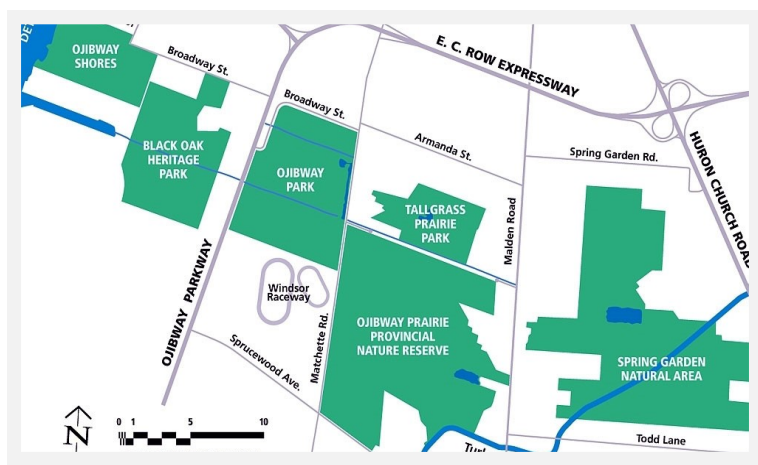 OJIBWAY
SHORES
Broadway St.
E. C. ROW EXPRESSWAY
Broadway St.
BLACK OAK
HERITAGE
PARK
OJIBWAY
PARK
Armanda St.
Spring Garden Rd.
HURON CHURCH ROAD
TALLGRASS
PRAIRIE
PARK
Malden Road
OJIBWAY PARKWAY
Windsor
Raceway
Matchette Rd.
OJIBWAY PRAIRIE
PROVINCIAL
NATURE RESERVE
Sprucewood Ave.
SPRING GARDEN
NATURAL AREA
N
0 1 5 10
Todd Lane